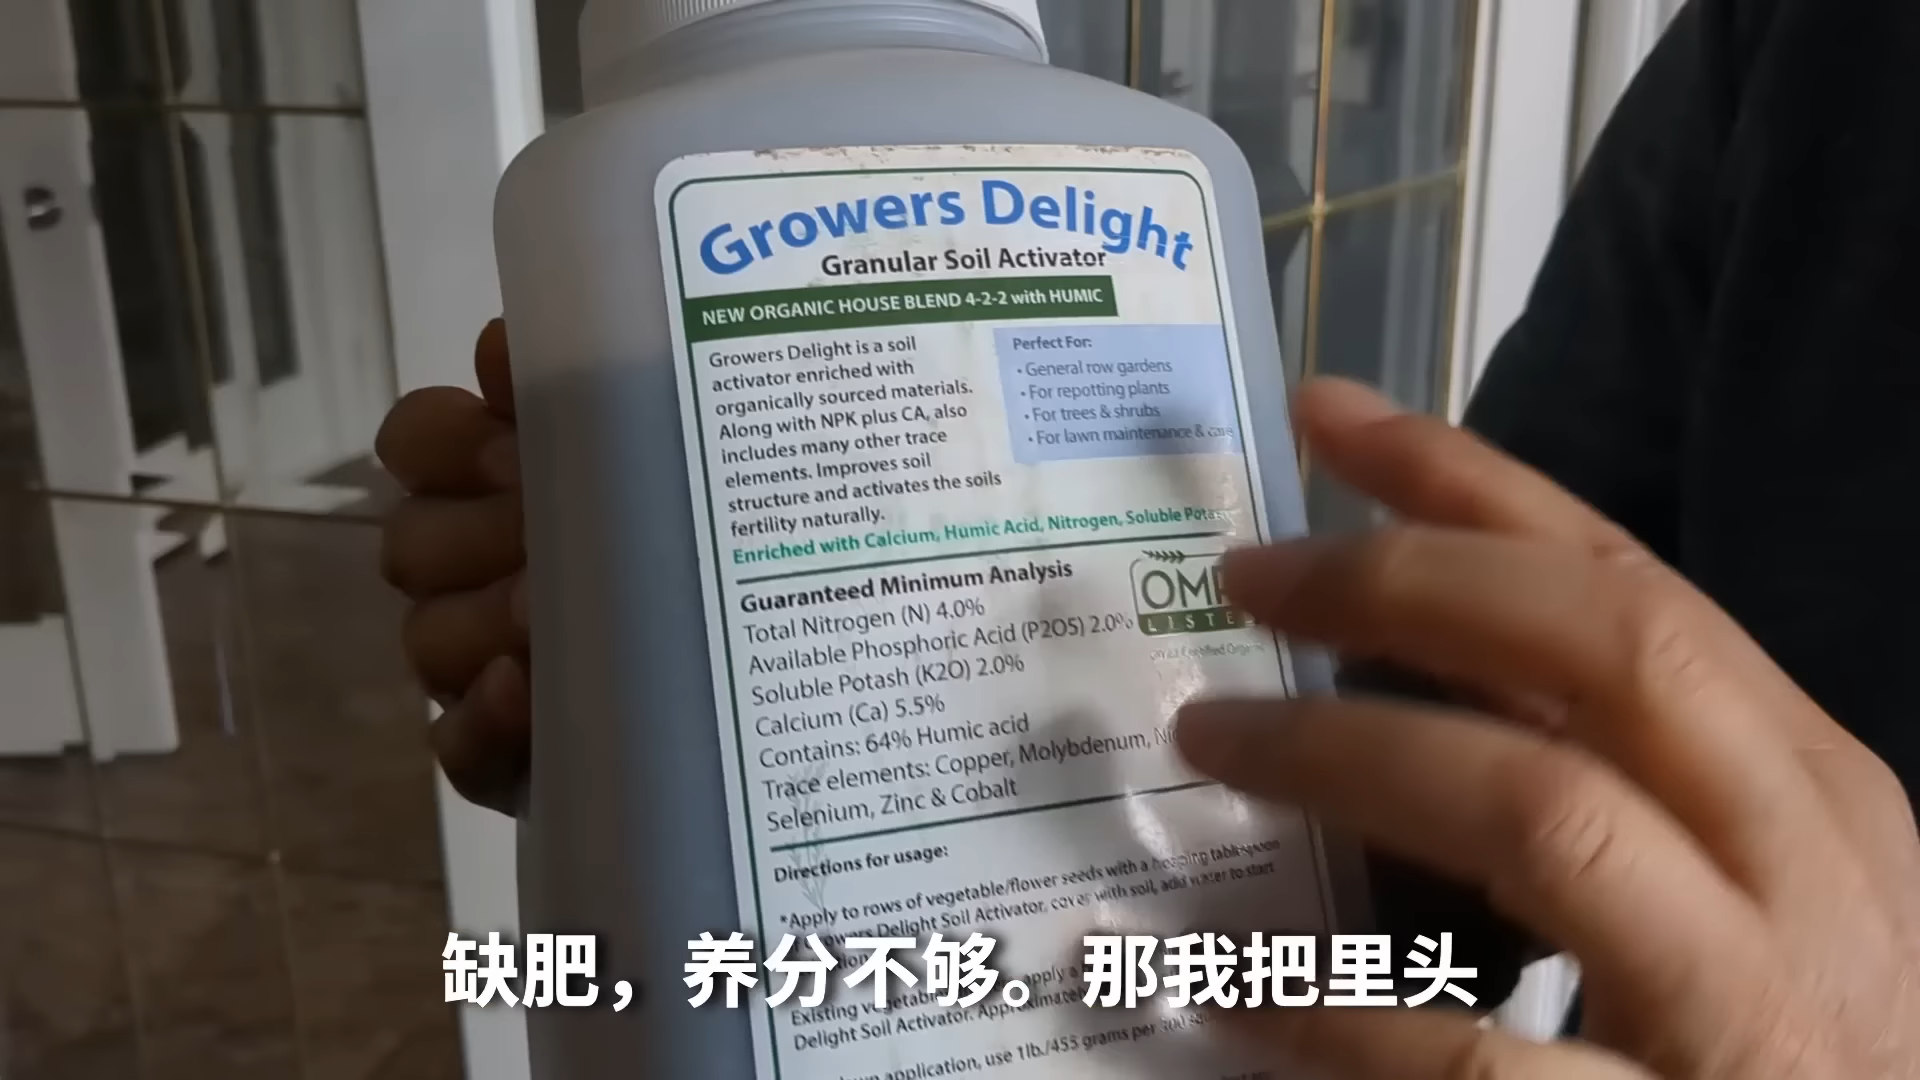 Growers Delight
Granular Soil Activator
NEW ORGANIC HOUSE BLEND 4-2-2 with HUMIC
Growers Delight is a soil
activator enriched with
organically sourced materials.
Along with NPK plus CA, also
includes many other trace
elements. Improves soil
structure and activates the soils
fertility naturally.
Perfect For:
• General row gardens
• For repotting plants
• For trees & shrubs
• For lawn maintenance & care
Enriched with Calcium, Humic Acid, Nitrogen, Soluble
Guaranteed Minimum Analysis
Total Nitrogen (N) 4.0%
Available Phosphoric Acid (P2O5) 2.0%
Soluble Potash (K2O) 2.0%
Calcium (Ca) 5.5%
Contains: 64% Humic acid
Trace elements: Copper, Molybdenum,
Selenium, Zinc & Cobalt
Directions for usage:
*Apply to rows of vegetable/flower seeds with a heaping tablespoon
Delight Soil Activator, cover with soil, add water to start
Existing apply a
Delight Soil Activator.
application, use 1lb./455 grams per
缺肥，养分不够。那我把里头